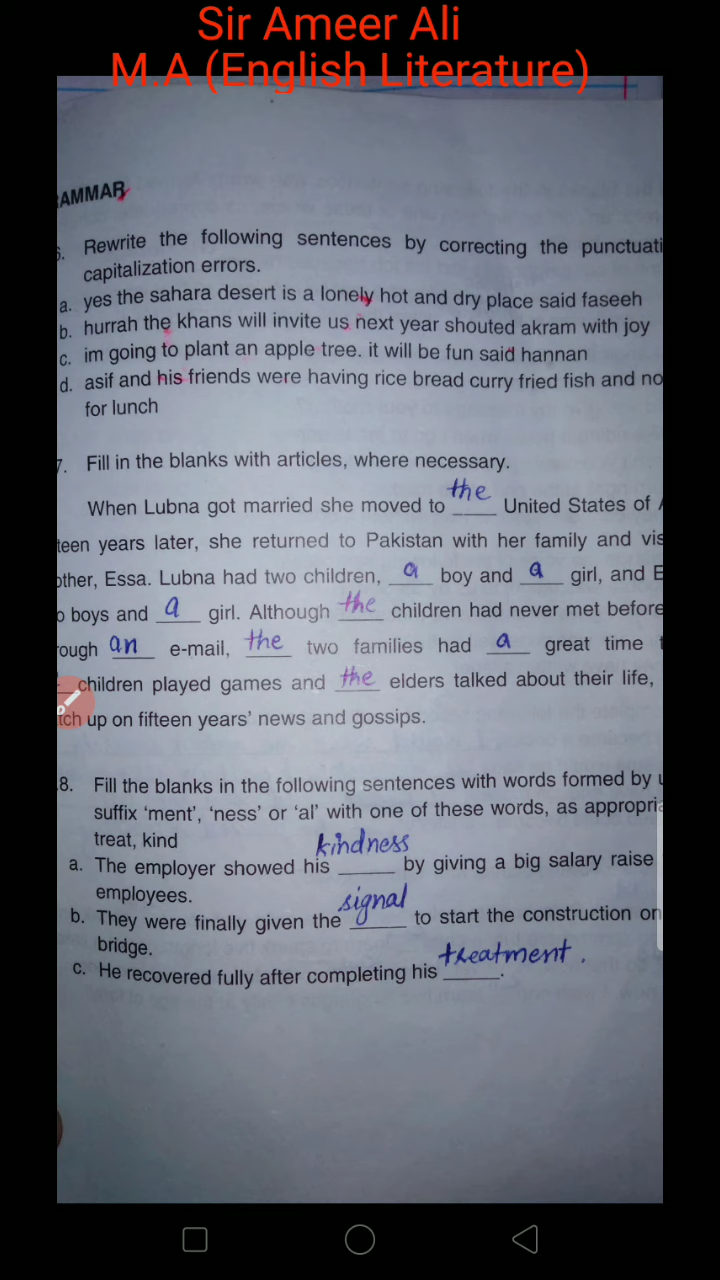 Sir Ameer Ali
M.A (English Literature)
GRAMMAR
6. Rewrite the following sentences by correcting the punctuati
capitalization errors.
a. yes the sahara desert is a lonely hot and dry place said faseeh
b. hurrah the khans will invite us next year shouted akram with joy
c. im going to plant an apple tree. it will be fun said hannan
d. asif and his friends were having rice bread curry fried fish and no
for lunch
7. Fill in the blanks with articles, where necessary.
When Lubna got married she moved to the United States of A
teen years later, she returned to Pakistan with her family and vis
other, Essa. Lubna had two children, a boy and a girl, and E
o boys and a girl. Although the children had never met before
rough an e-mail, the two families had a great time t
children played games and the elders talked about their life,
tch up on fifteen years' news and gossips.
8. Fill the blanks in the following sentences with words formed by u
suffix 'ment', 'ness' or 'al' with one of these words, as appropria
treat, kind
a. The employer showed his kindness by giving a big salary raise
employees.
b. They were finally given the signal to start the construction on
bridge.
c. He recovered fully after completing his treatment.